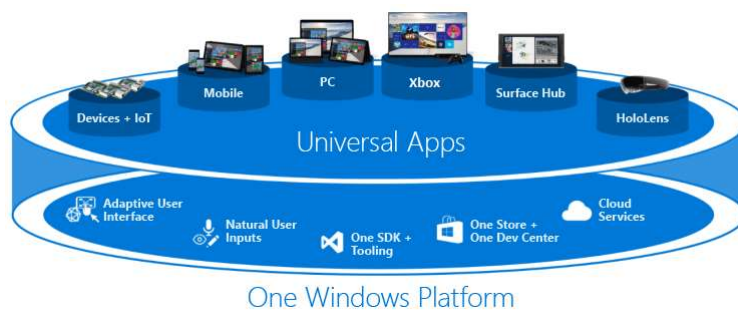 Devices + IoT
Mobile
PC
Xbox
Surface Hub
HoloLens
Universal Apps
Adaptive User
Interface
Natural User
Inputs
One SDK +
Tooling
One Store +
One Dev Center
Cloud
Services
One Windows Platform